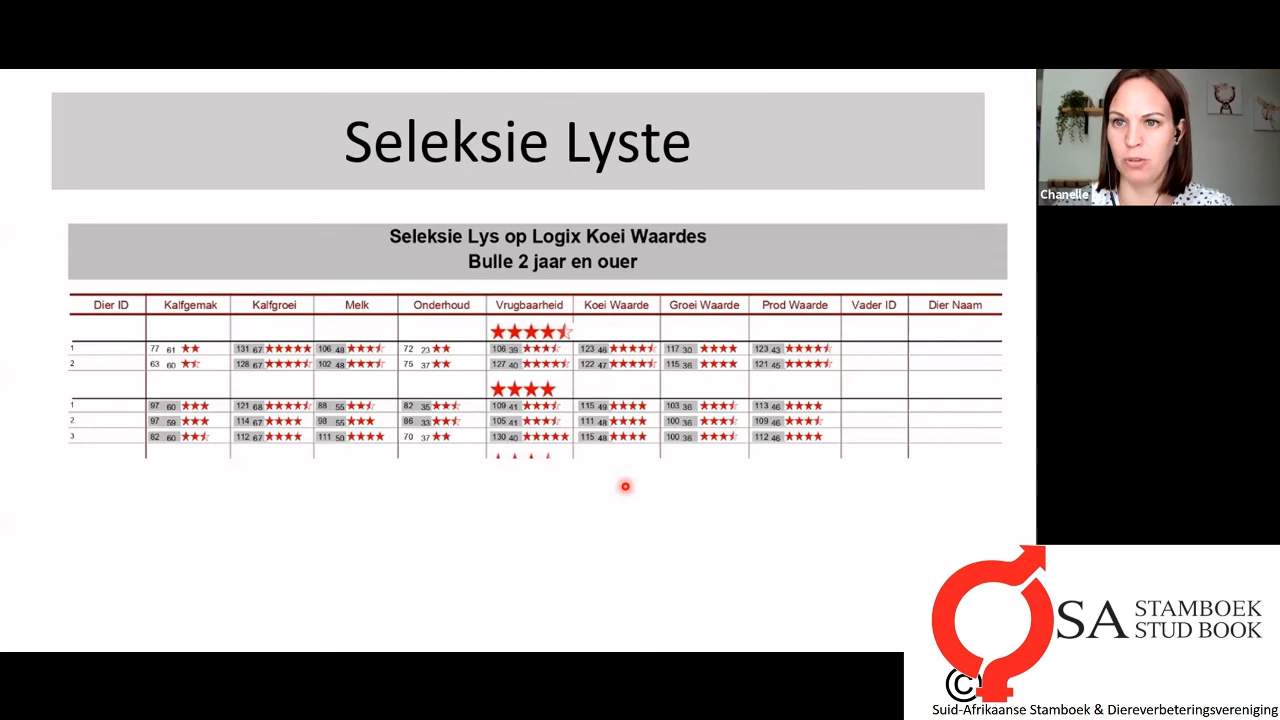 Seleksie Lyste
Chanelle
Seleksie Lys op Logix Koei Waardes
Bulle 2 jaar en ouer
Dier ID Kalfgemak Kalfgroei Melk Onderhoud Vrugbaarheid Koei Waarde Groei Waarde Prod Waarde Vader ID Dier Naam
★★★★⯪
1 77 61 ★★ 131 67 ★★★★★ 106 48 ★★★⯪ 72 23 ★★ 106 39 ★★★⯪ 123 46 ★★★★⯪ 117 30 ★★★★ 123 43 ★★★★⯪
2 63 60 ★⯪ 128 67 ★★★★⯪ 102 48 ★★★⯪ 75 37 ★★ 127 40 ★★★★⯪ 122 47 ★★★★⯪ 115 36 ★★★★ 121 45 ★★★★⯪
★★★★
1 97 60 ★★★ 121 68 ★★★★⯪ 88 55 ★★⯪ 82 35 ★★⯪ 109 41 ★★★⯪ 115 49 ★★★★ 103 36 ★★★⯪ 113 46 ★★★★
2 97 59 ★★★ 114 67 ★★★★ 98 55 ★★★ 86 33 ★★⯪ 105 41 ★★★⯪ 111 48 ★★★★ 100 36 ★★★⯪ 109 46 ★★★★
3 82 60 ★★⯪ 112 67 ★★★★ 111 50 ★★★★ 70 37 ★★ 130 40 ★★★★★ 115 48 ★★★★ 100 36 ★★★⯪ 112 46 ★★★★
SA STAMBOEK
STUD BOOK
©
Suid-Afrikaanse Stamboek & Diereverbeteringsvereniging